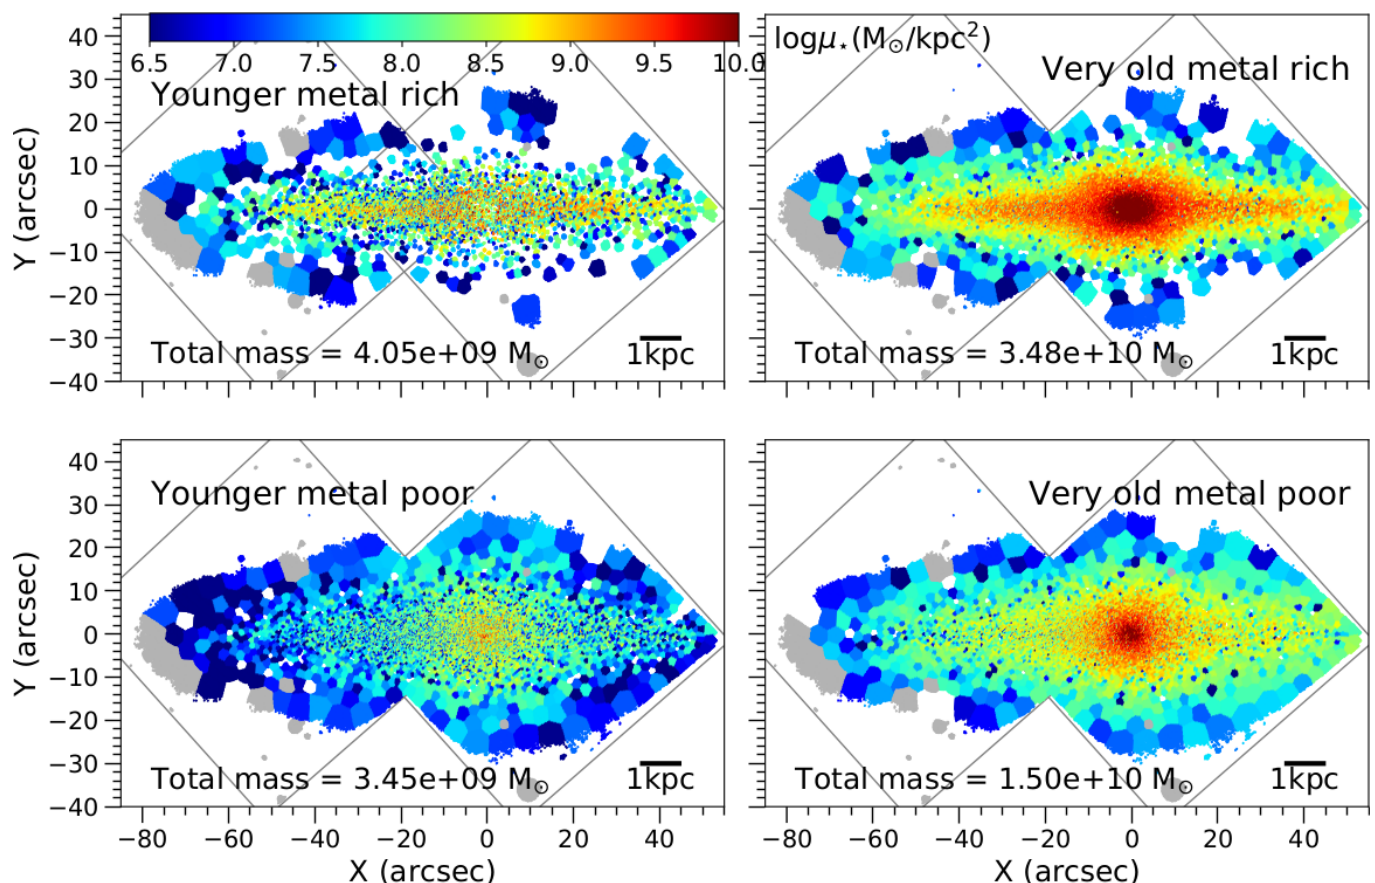 6.5 7.0 7.5 8.0 8.5 9.0 9.5 10.0
logμ⋆(M⊙/kpc²)
Younger metal rich
Very old metal rich
40
30
20
10
0
−10
−20
−30
−40
Y (arcsec)
Total mass = 4.05e+09 M⊙
1kpc
Total mass = 3.48e+10 M⊙
1kpc
Younger metal poor
Very old metal poor
40
30
20
10
0
−10
−20
−30
−40
Y (arcsec)
Total mass = 3.45e+09 M⊙
1kpc
Total mass = 1.50e+10 M⊙
1kpc
−80 −60 −40 −20 0 20 40
−80 −60 −40 −20 0 20 40
X (arcsec)
X (arcsec)